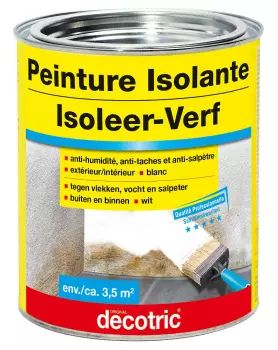 Peinture Isolante
Isoleer-Verf
▪ anti-humidité, anti-taches et anti-salpêtre
▪ extérieur/intérieur ▪ blanc
▪ tegen vlekken, vocht en salpeter
▪ buiten en binnen ▪ wit
Qualité Professionnelle
env./ca. 3,5 m²
ORIGINAL
decotric®